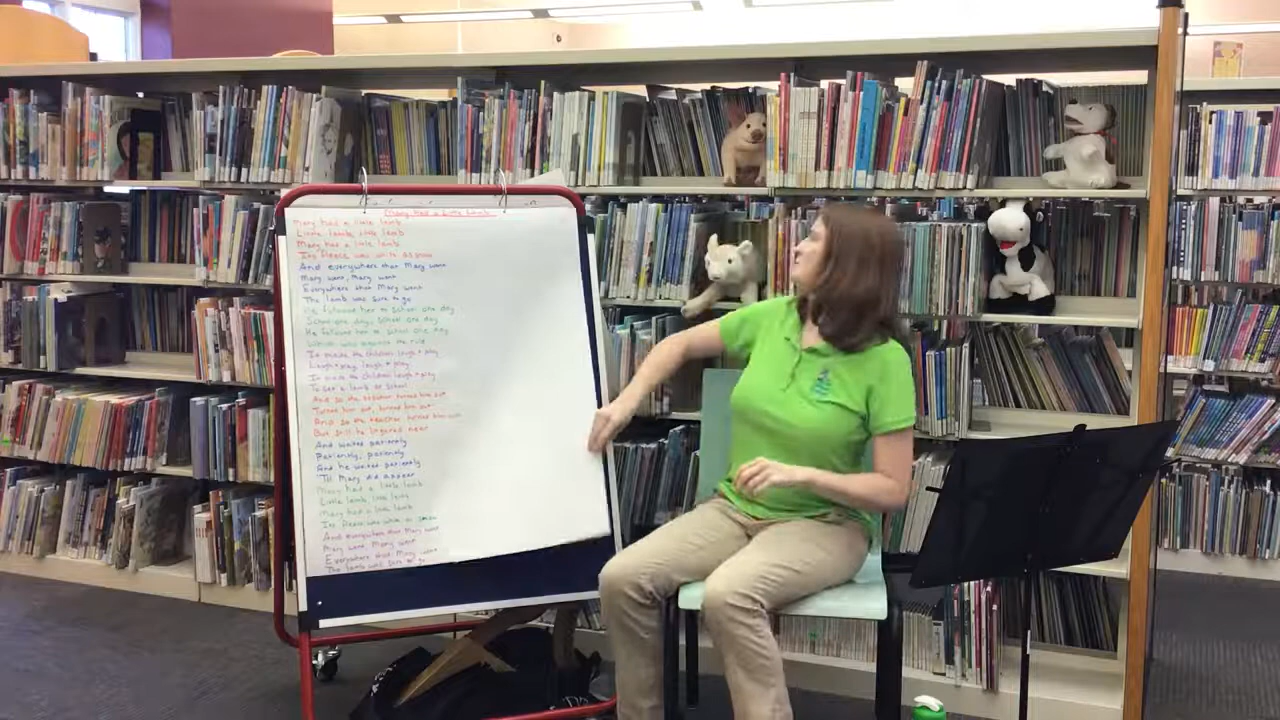 Mary Had a Little Lamb
Mary had a little lamb
Little lamb, little lamb
Mary had a little lamb
Its fleece was white as snow
And everywhere that Mary went
Mary went, Mary went
Everywhere that Mary went
The lamb was sure to go
He followed her to school one day
School one day, school one day
He followed her to school one day
Which was against the rule
It made the children laugh + play
Laugh + play, laugh + play
It made the children laugh + play
To see a lamb at school
And so the teacher turned him out
Turned him out, turned him out
And so the teacher turned him out
But still he lingered near
And waited patiently
Patiently, patiently
And he waited patiently
'Til Mary did appear
Mary had a little lamb
Little lamb, little lamb
Mary had a little lamb
Its fleece was white as snow
And everywhere that Mary went
Mary went, Mary went
Everywhere that Mary went
The lamb was sure to go